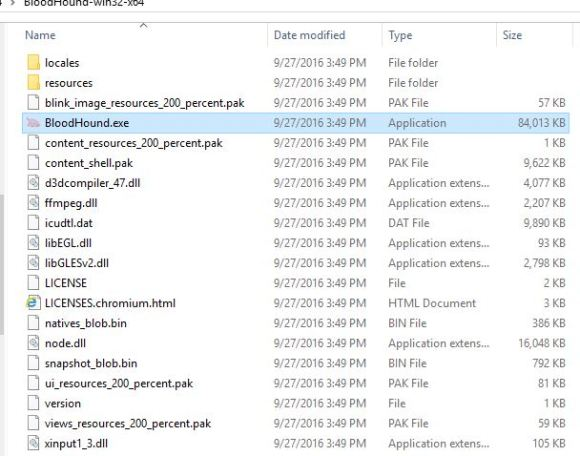 BloodHound-win32-x64
Name Date modified Type Size
locales 9/27/2016 3:49 PM File folder
resources 9/27/2016 3:49 PM File folder
blink_image_resources_200_percent.pak 9/27/2016 3:49 PM PAK File 57 KB
BloodHound.exe 9/27/2016 3:49 PM Application 84,013 KB
content_resources_200_percent.pak 9/27/2016 3:49 PM PAK File 1 KB
content_shell.pak 9/27/2016 3:49 PM PAK File 9,622 KB
d3dcompiler_47.dll 9/27/2016 3:49 PM Application extens... 4,077 KB
ffmpeg.dll 9/27/2016 3:49 PM Application extens... 2,207 KB
icudtl.dat 9/27/2016 3:49 PM DAT File 9,890 KB
libEGL.dll 9/27/2016 3:49 PM Application extens... 93 KB
libGLESv2.dll 9/27/2016 3:49 PM Application extens... 2,798 KB
LICENSE 9/27/2016 3:49 PM File 2 KB
LICENSES.chromium.html 9/27/2016 3:49 PM HTML Document 3 KB
natives_blob.bin 9/27/2016 3:49 PM BIN File 386 KB
node.dll 9/27/2016 3:49 PM Application extens... 16,048 KB
snapshot_blob.bin 9/27/2016 3:49 PM BIN File 792 KB
ui_resources_200_percent.pak 9/27/2016 3:49 PM PAK File 81 KB
version 9/27/2016 3:49 PM File 1 KB
views_resources_200_percent.pak 9/27/2016 3:49 PM PAK File 59 KB
xinput1_3.dll 9/27/2016 3:49 PM Application extens... 105 KB